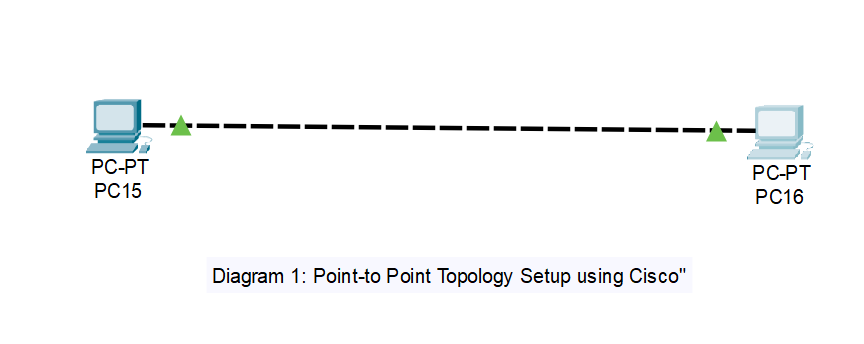 PC-PT
PC15
PC-PT
PC16
Diagram 1: Point-to Point Topology Setup using Cisco"